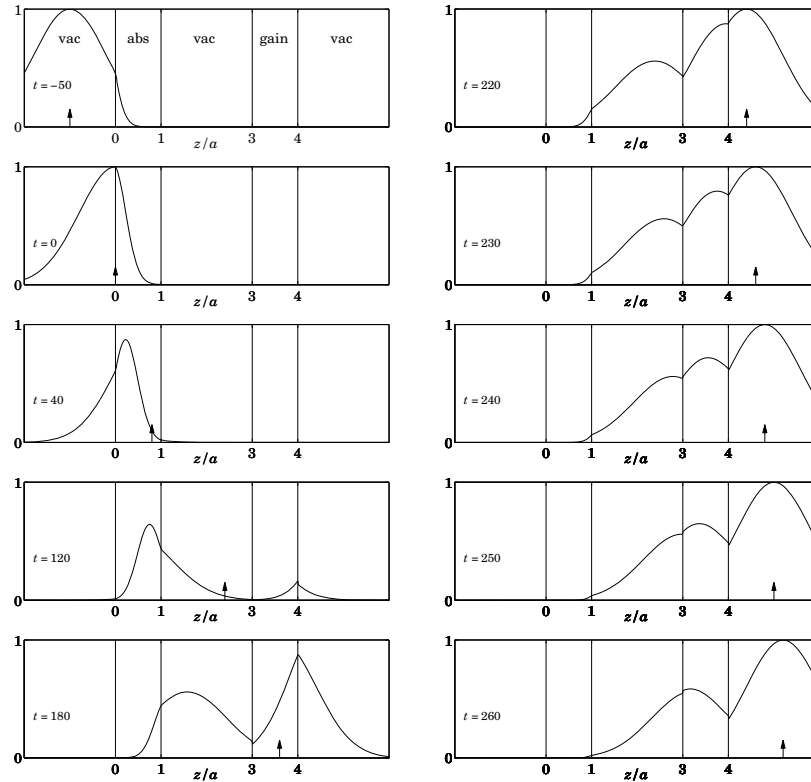 1
vac
abs
vac
gain
vac
t = −50
0
0
1
z/a
3
4
1
t = 0
0
0
1
z/a
3
4
1
t = 40
0
0
1
z/a
3
4
1
t = 120
0
0
1
z/a
3
4
1
t = 180
0
0
1
z/a
3
4
1
t = 220
0
0
1
z/a
3
4
1
t = 230
0
0
1
z/a
3
4
1
t = 240
0
0
1
z/a
3
4
1
t = 250
0
0
1
z/a
3
4
1
t = 260
0
0
1
z/a
3
4